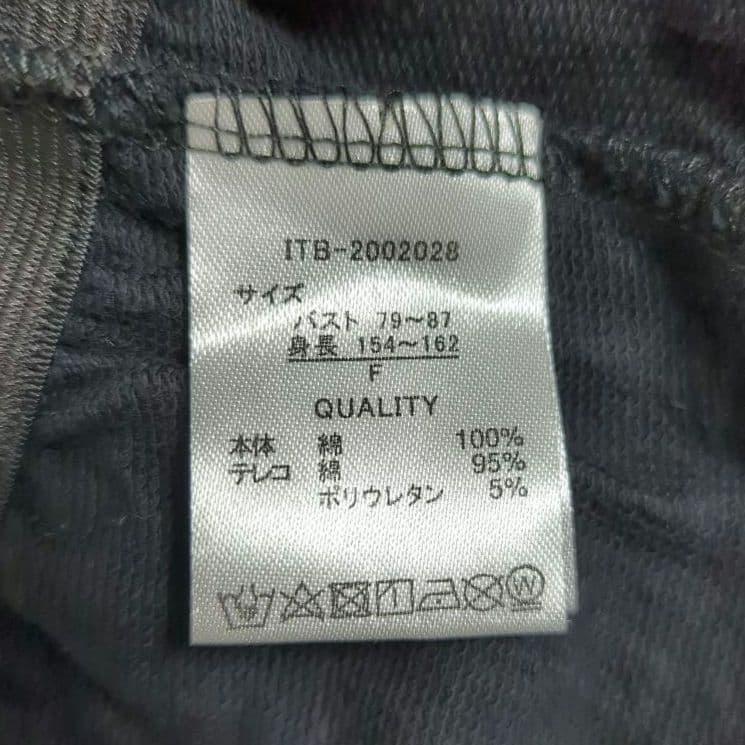 ITB-2002028
サイズ
バスト 79～87
身長 154～162
F
QUALITY
本体 綿 100%
テレコ 綿 95%
ポリウレタン 5%
W